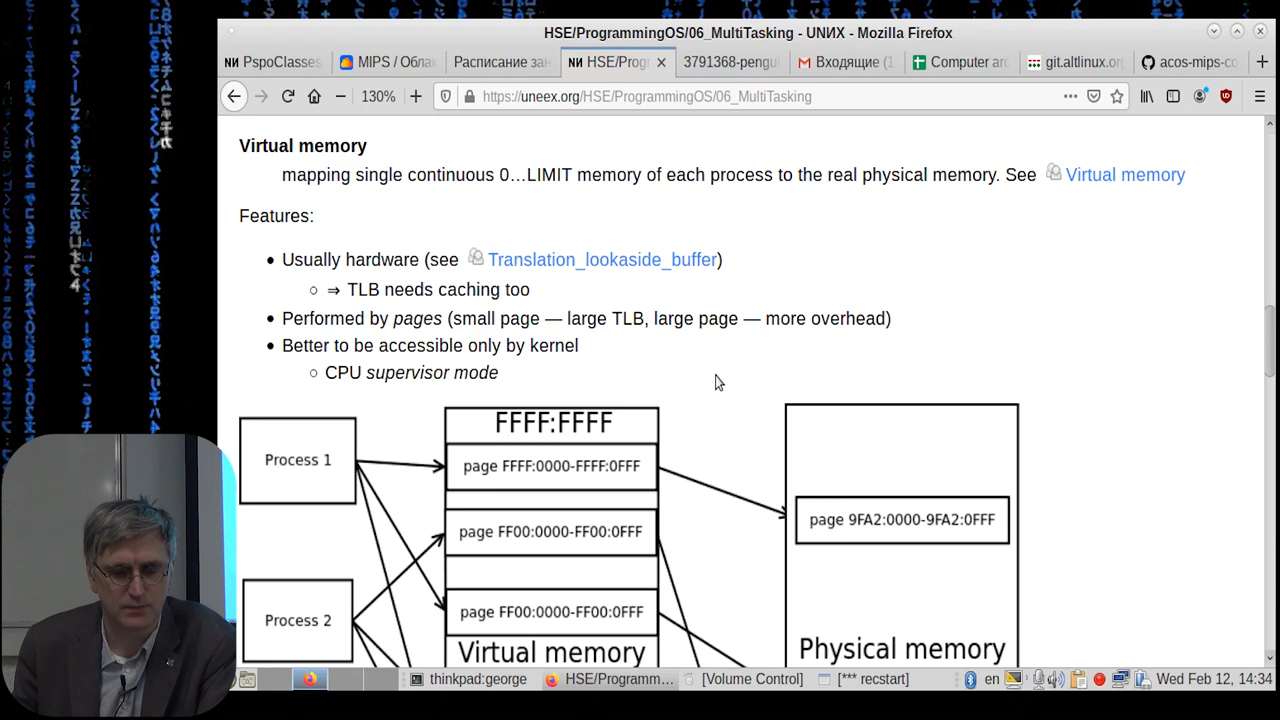 HSE/ProgrammingOS/06_MultiTasking - UNИX - Mozilla Firefox
ИИ PspoClasses
MIPS / Обла
Расписание зан
ИИ HSE/Prog
3791368-pengu
Входящие (1
Computer arc
git.altlinux.org
acos-mips-co
130%
https://uneex.org/HSE/ProgrammingOS/06_MultiTasking
Virtual memory
mapping single continuous 0…LIMIT memory of each process to the real physical memory. See Virtual memory
Features:
• Usually hardware (see Translation_lookaside_buffer)
○ ⇒ TLB needs caching too
• Performed by pages (small page — large TLB, large page — more overhead)
• Better to be accessible only by kernel
○ CPU supervisor mode
FFFF:FFFF
Process 1
page FFFF:0000-FFFF:0FFF
page 9FA2:0000-9FA2:0FFF
page FF00:0000-FF00:0FFF
Process 2
page FF00:0000-FF00:0FFF
Virtual memory
Physical memory
thinkpad:george
HSE/Programm...
[Volume Control]
[*** recstart]
en
Wed Feb 12, 14:34